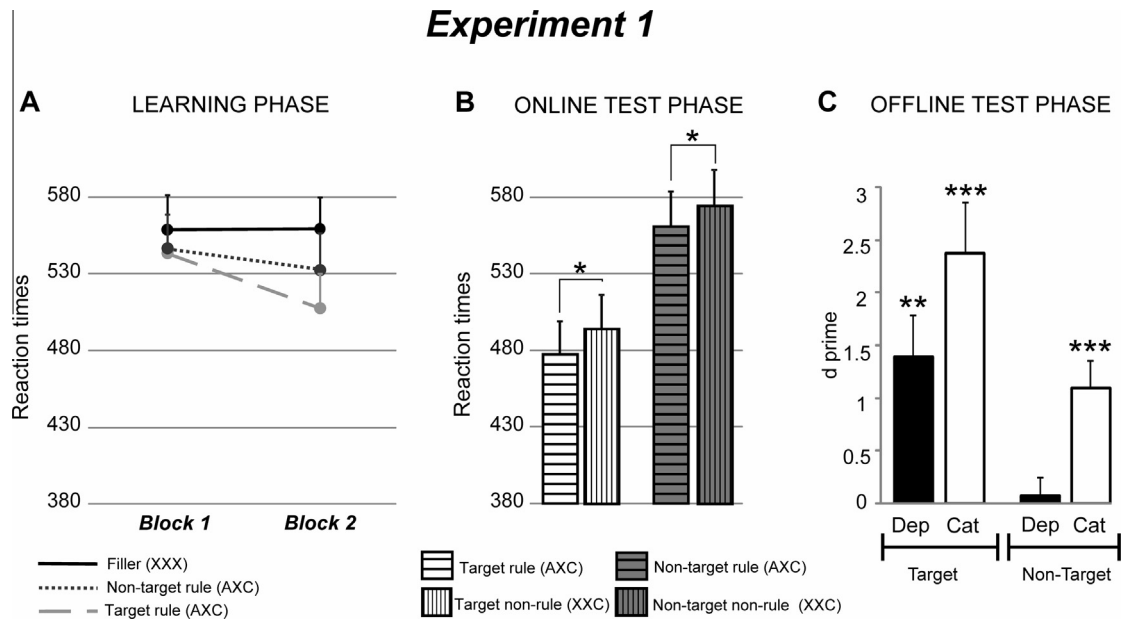 Experiment 1
A LEARNING PHASE
B ONLINE TEST PHASE
C OFFLINE TEST PHASE
Reaction times
580
530
480
430
380
Block 1 Block 2
Filler (XXX)
Non-target rule (AXC)
Target rule (AXC)
Reaction times
580
530
480
430
380
*
*
Target rule (AXC) Non-target rule (AXC)
Target non-rule (XXC) Non-target non-rule (XXC)
d prime
3
2.5
2
1.5
1
0.5
0
**
***
***
Dep Cat Dep Cat
Target Non-Target